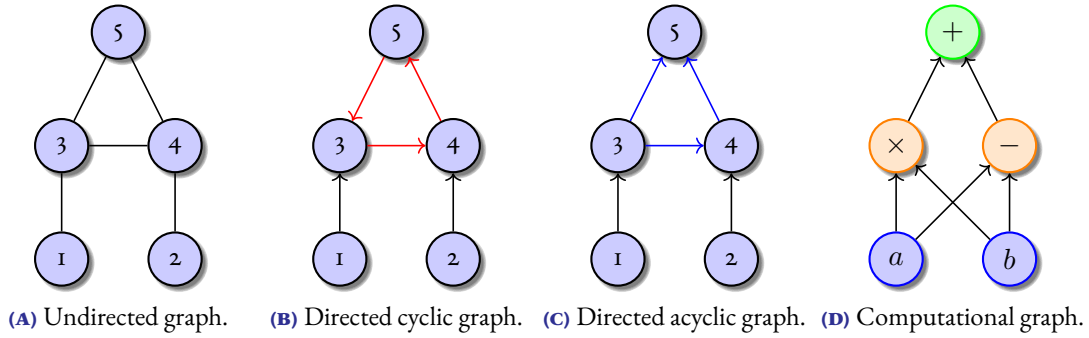 5 5 5 +
3 4 3 4 3 4 × −
1 2 1 2 1 2 a b
(A) Undirected graph. (B) Directed cyclic graph. (C) Directed acyclic graph. (D) Computational graph.